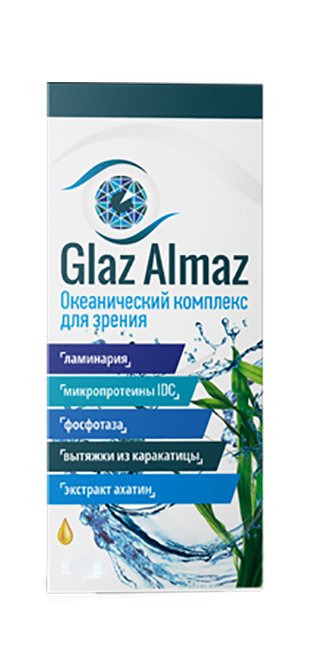 Glaz Almaz
Океанический комплекс
для зрения
ламинария
микропротеины IDC
фосфотаза
вытяжки из каракатицы
экстракт ахатин